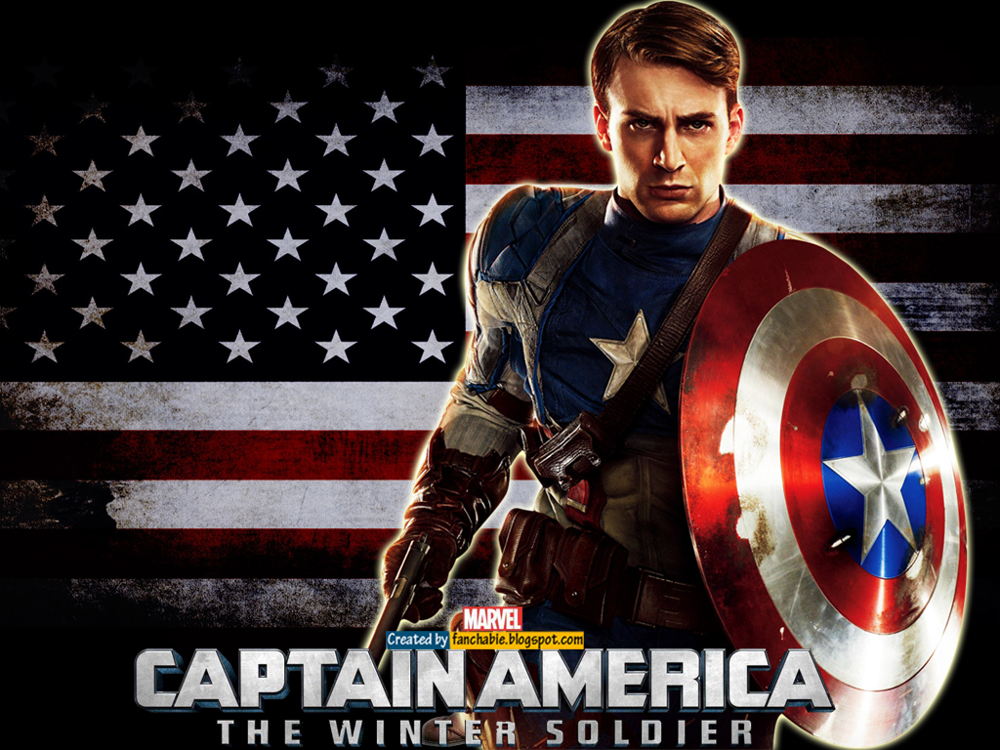 MARVEL
Created by fanchabie.blogspot.com
CAPTAIN AMERICA
THE WINTER SOLDIER